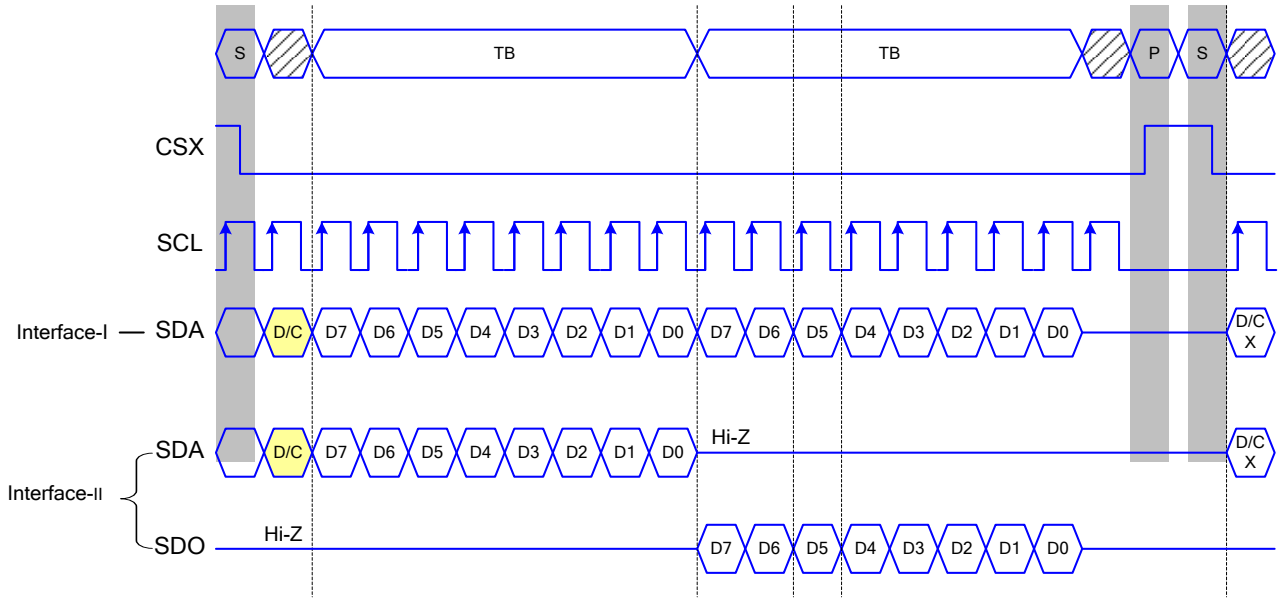 S TB TB P S
CSX
SCL
Interface-I SDA D/C D7 D6 D5 D4 D3 D2 D1 D0 D7 D6 D5 D4 D3 D2 D1 D0 D/C
X
SDA D/C D7 D6 D5 D4 D3 D2 D1 D0 Hi-Z D/C
X
Interface-II
SDO Hi-Z D7 D6 D5 D4 D3 D2 D1 D0